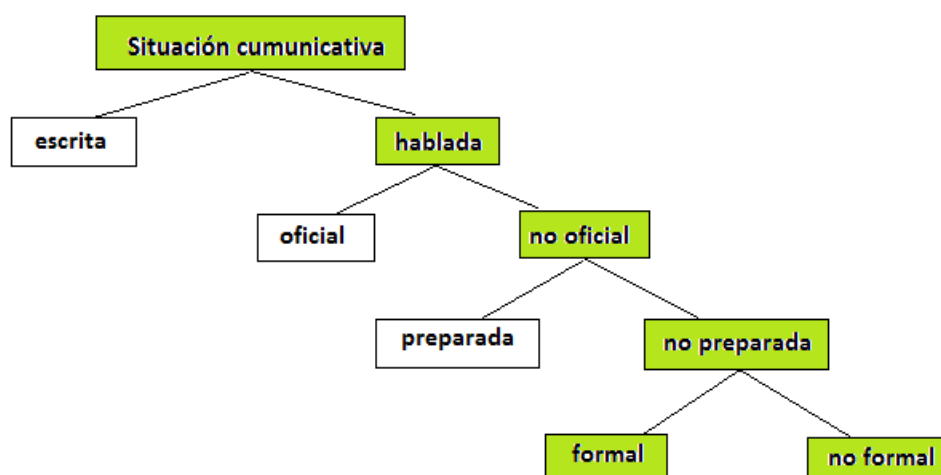 Situación cumunicativa
escrita
hablada
oficial
no oficial
preparada
no preparada
formal
no formal